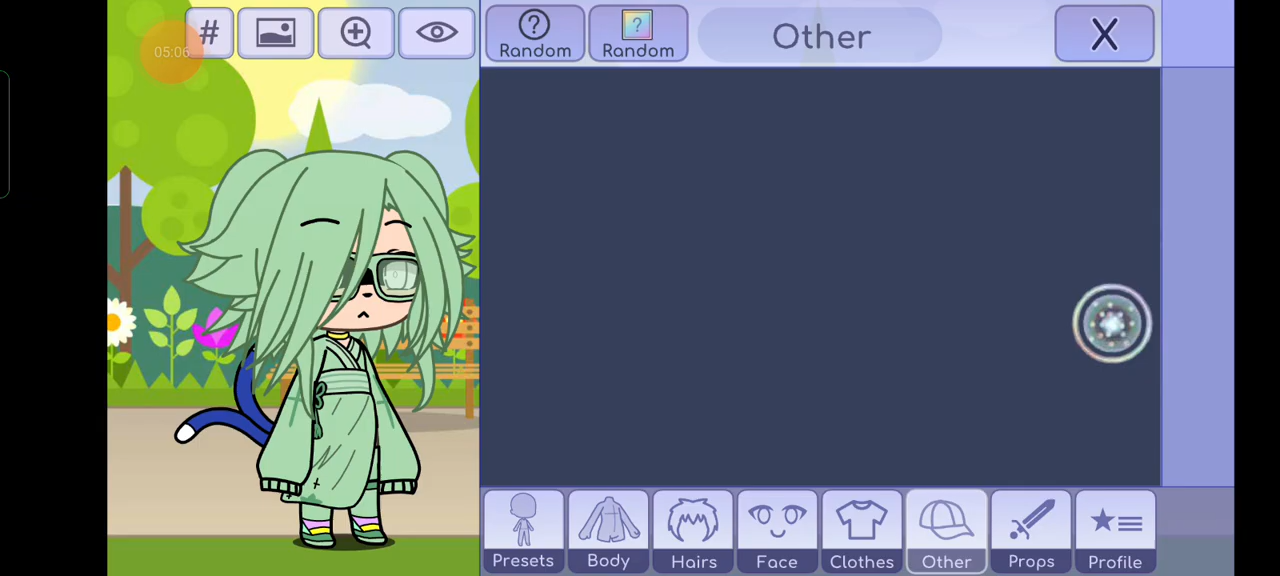 05:06
#
? Random
? Random
Other
X
Presets
Body
Hairs
Face
Clothes
Other
Props
Profile